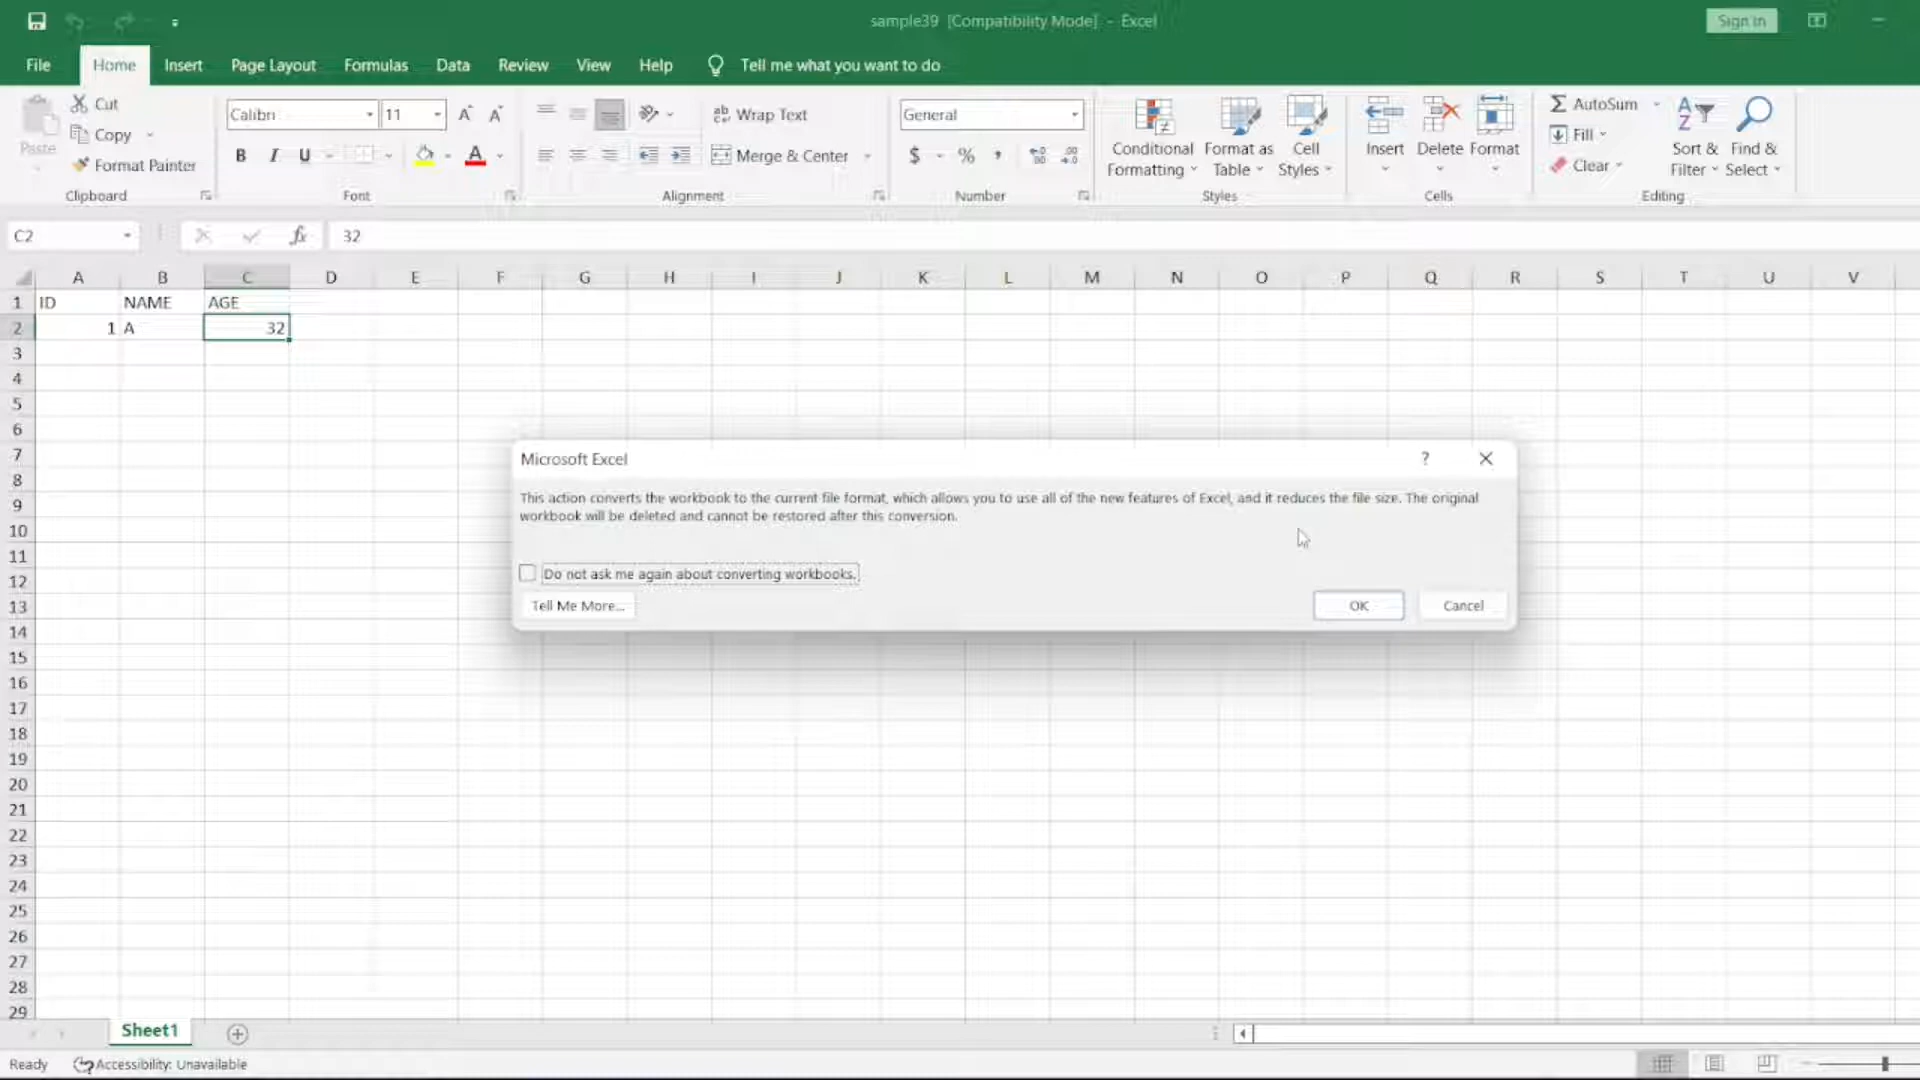 sample39 [Compatibility Mode] - Excel
Sign in
File Home Insert Page Layout Formulas Data Review View Help Tell me what you want to do
Paste
Cut
Copy
Format Painter
Clipboard
Calibri 11
B I U
Font
Wrap Text
Merge & Center
Alignment
General
$ % ,
Number
Conditional Formatting
Format as Table
Cell Styles
Styles
Insert Delete Format
Cells
AutoSum
Fill
Clear
Sort & Filter
Find & Select
Editing
C2 fx 32
A B C D E F G H I J K L M N O P Q R S T U V
1 ID NAME AGE
2 1 A 32
3
4
5
6
7
8
9
10
11
12
13
14
15
16
17
18
19
20
21
22
23
24
25
26
27
28
29
Microsoft Excel ?
This action converts the workbook to the current file format, which allows you to use all of the new features of Excel, and it reduces the file size. The original
workbook will be deleted and cannot be restored after this conversion.
Do not ask me again about converting workbooks.
Tell Me More... OK Cancel
Sheet1
Ready Accessibility: Unavailable